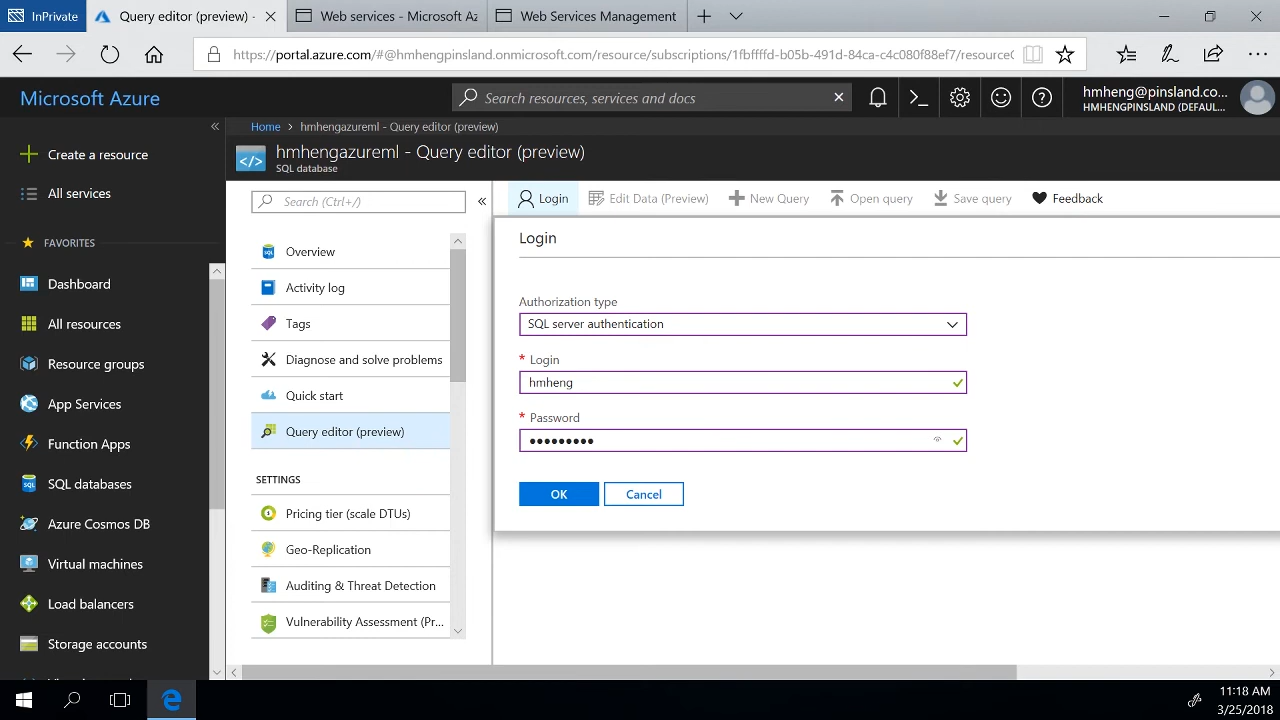 InPrivate
Query editor (preview) -
Web services - Microsoft Az
Web Services Management
https://portal.azure.com/#@hmhengpinsland.onmicrosoft.com/resource/subscriptions/1fbffffd-b05b-491d-84ca-c4c080f88ef7/resourceG
Microsoft Azure
Search resources, services and docs
hmheng@pinsland.co...
HMHENGPINSLAND (DEFAUL...
Create a resource
All services
FAVORITES
Dashboard
All resources
Resource groups
App Services
Function Apps
SQL databases
Azure Cosmos DB
Virtual machines
Load balancers
Storage accounts
Home > hmhengazureml - Query editor (preview)
hmhengazureml - Query editor (preview)
SQL database
Search (Ctrl+/)
Overview
Activity log
Tags
Diagnose and solve problems
Quick start
Query editor (preview)
SETTINGS
Pricing tier (scale DTUs)
Geo-Replication
Auditing & Threat Detection
Vulnerability Assessment (Pr...
Login
Edit Data (Preview)
New Query
Open query
Save query
Feedback
Login
Authorization type
SQL server authentication
* Login
hmheng
* Password
•••••••••
OK
Cancel
11:18 AM
3/25/2018